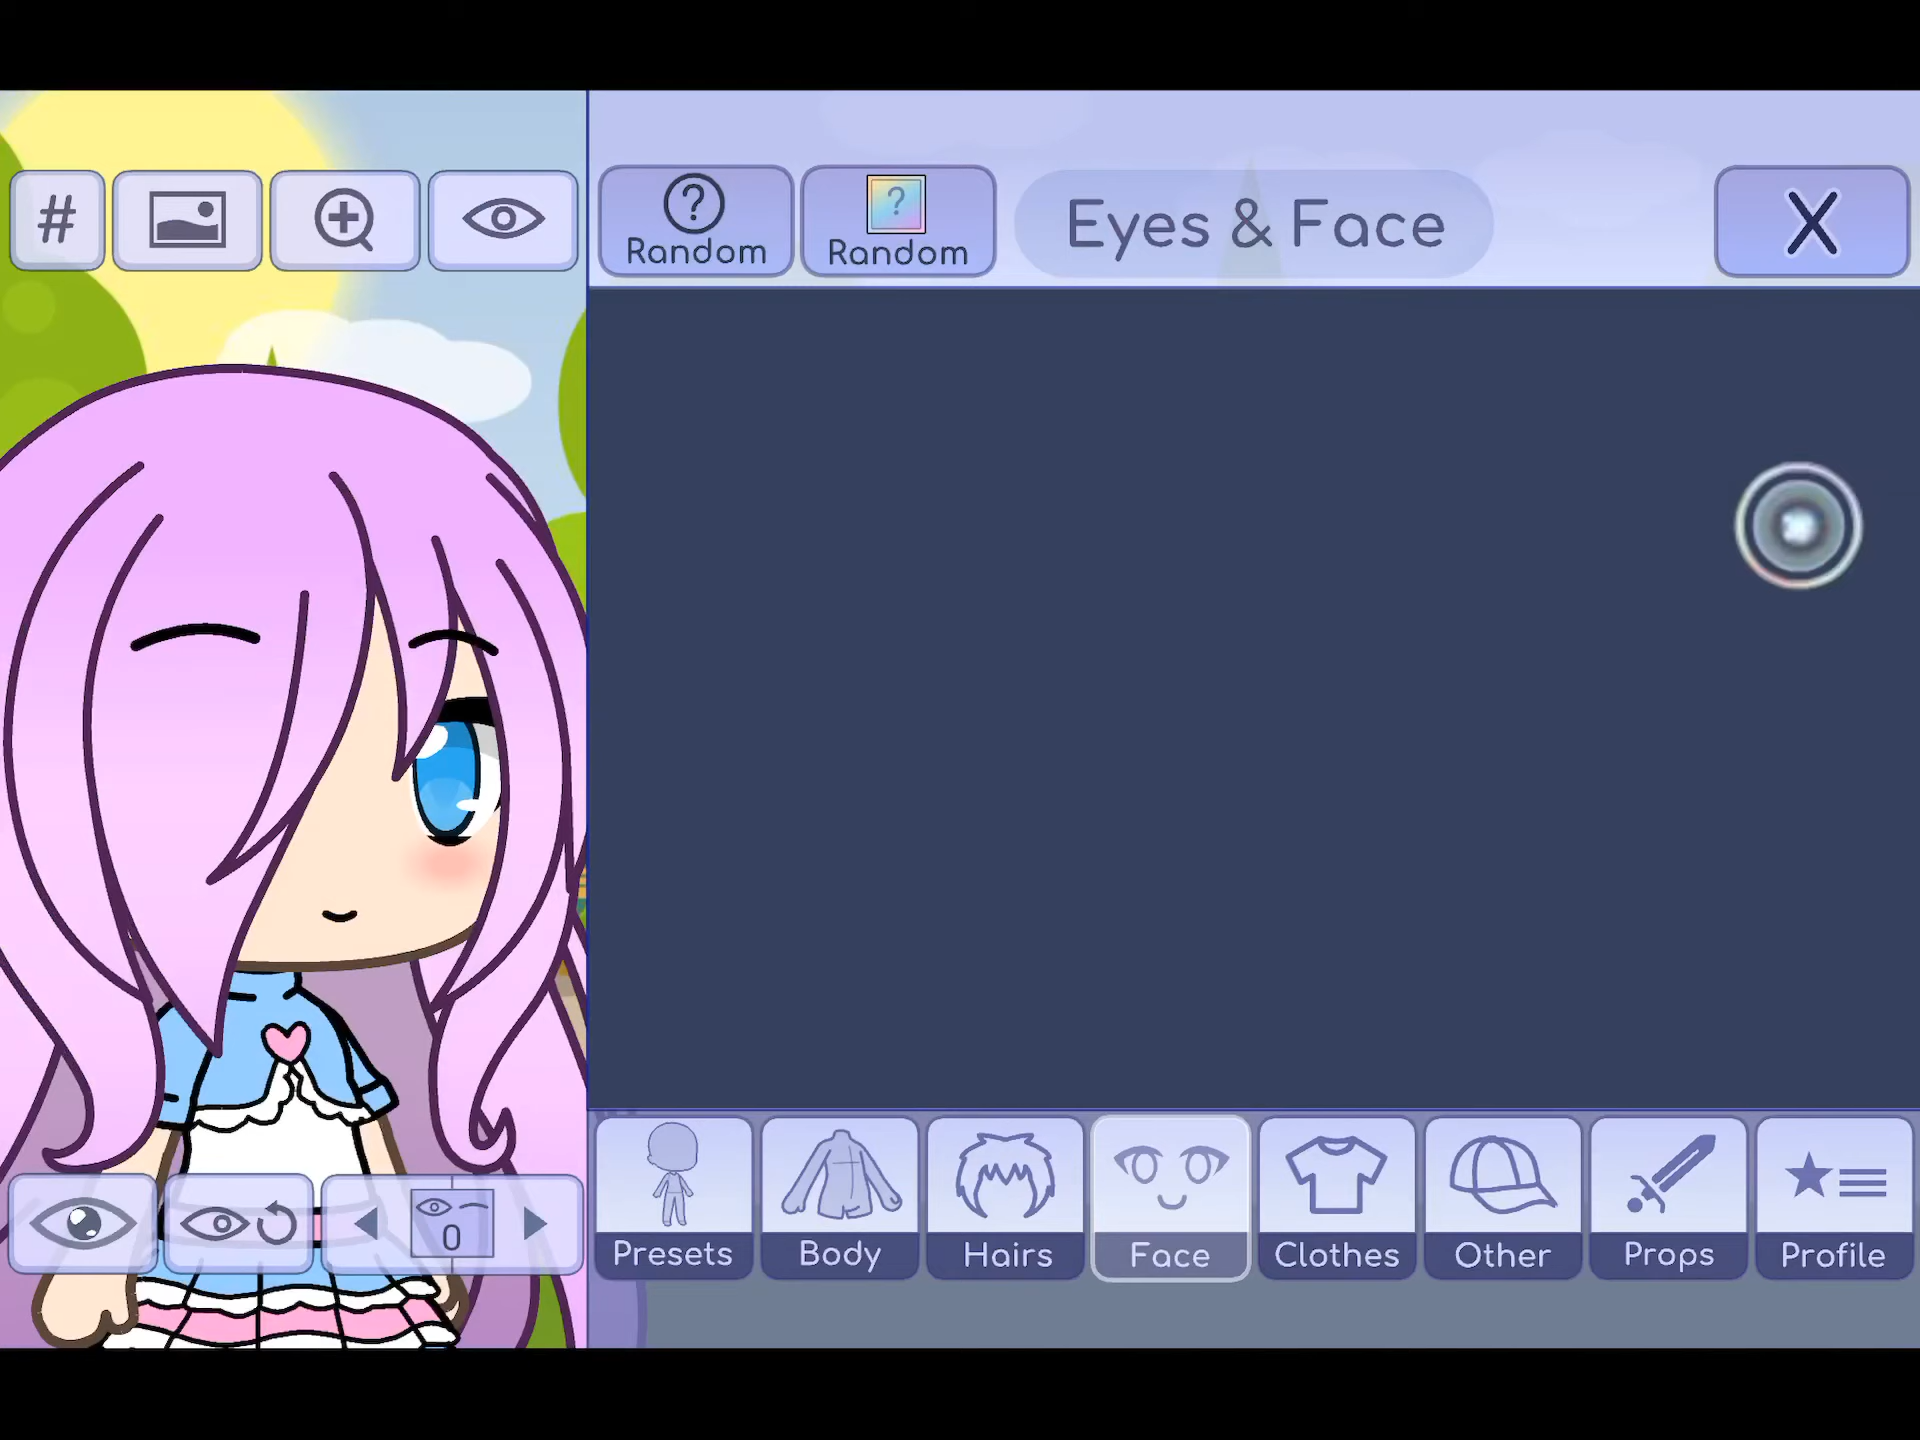 #
? Random
? Random
Eyes & Face
X
0
Presets
Body
Hairs
Face
Clothes
Other
Props
Profile